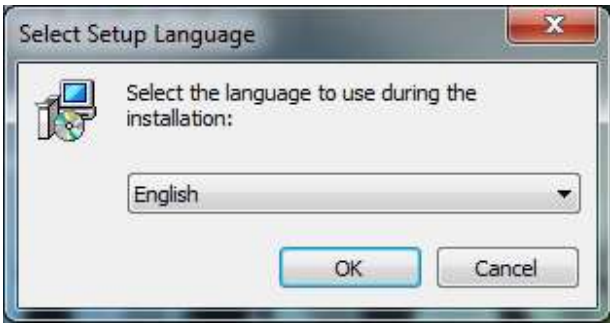 Select Setup Language
Select the language to use during the
installation:
English
OK
Cancel